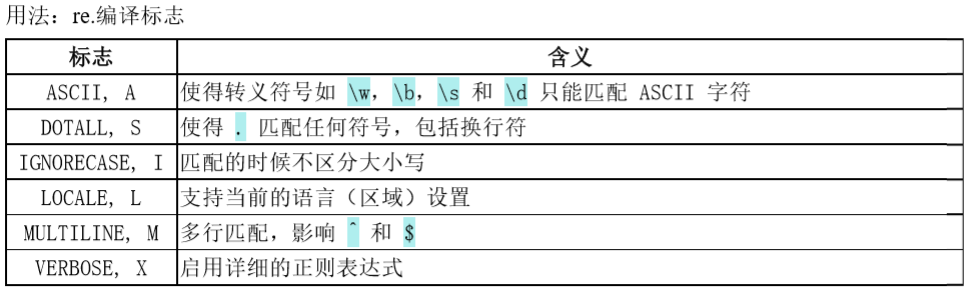 用法：re.编译标志
标志 含义
ASCII, A 使得转义符号如 \w，\b，\s 和 \d 只能匹配 ASCII 字符
DOTALL, S 使得 . 匹配任何符号，包括换行符
IGNORECASE, I 匹配的时候不区分大小写
LOCALE, L 支持当前的语言（区域）设置
MULTILINE, M 多行匹配，影响 ^ 和 $
VERBOSE, X 启用详细的正则表达式